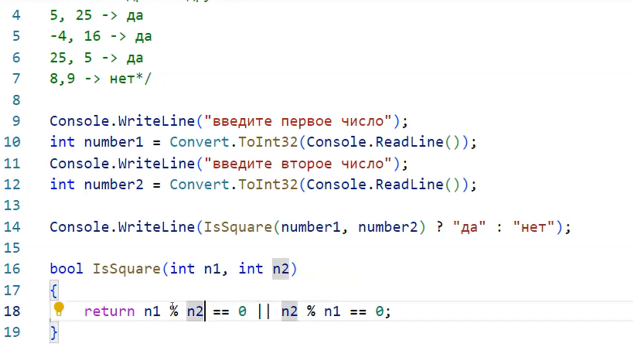 4 5, 25 -> да
5 -4, 16 -> да
6 25, 5 -> да
7 8,9 -> нет*/
8
9 Console.WriteLine("введите первое число");
10 int number1 = Convert.ToInt32(Console.ReadLine());
11 Console.WriteLine("введите второе число");
12 int number2 = Convert.ToInt32(Console.ReadLine());
13
14 Console.WriteLine(IsSquare(number1, number2) ? "да" : "нет");
15
16 bool IsSquare(int n1, int n2)
17 {
18 return n1 % n2 == 0 || n2 % n1 == 0;
19 }